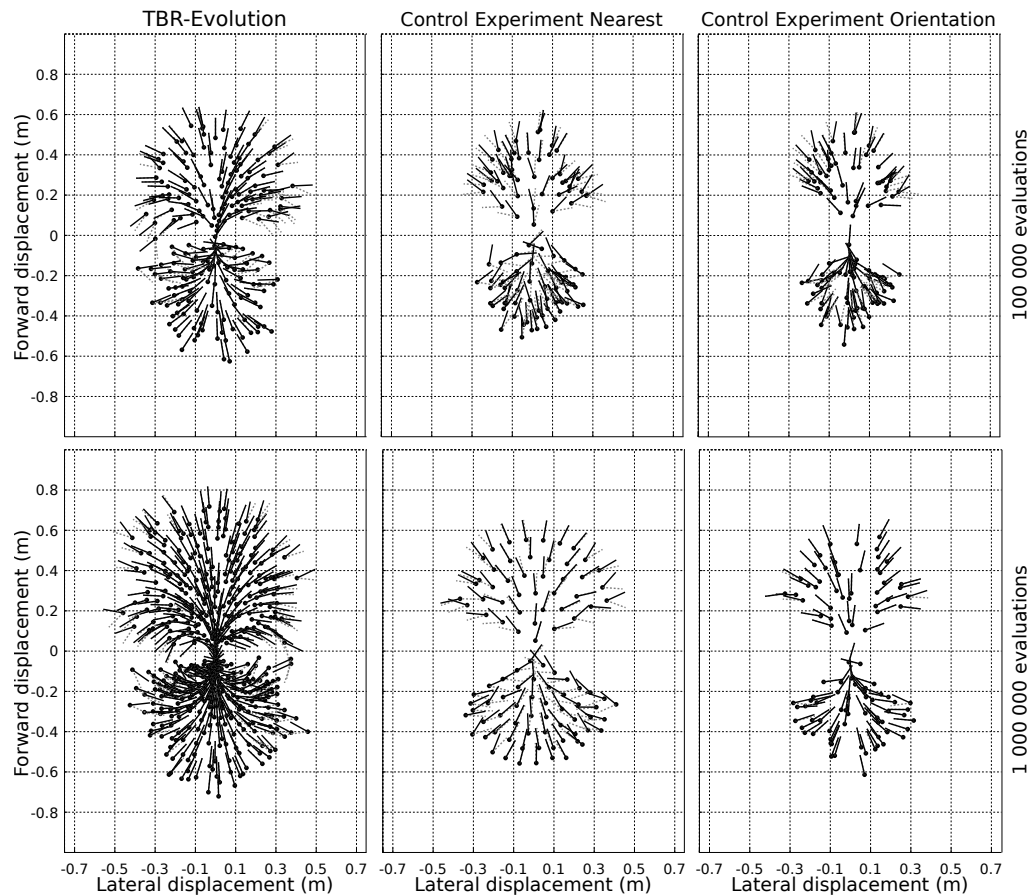 TBR-Evolution
Control Experiment Nearest
Control Experiment Orientation
Forward displacement (m)
0.8
0.6
0.4
0.2
0
-0.2
-0.4
-0.6
-0.8
100 000 evaluations
Forward displacement (m)
0.8
0.6
0.4
0.2
0
-0.2
-0.4
-0.6
-0.8
1 000 000 evaluations
-0.7 -0.5 -0.3 -0.1 0.1 0.3 0.5 0.7
-0.7 -0.5 -0.3 -0.1 0.1 0.3 0.5 0.7
-0.7 -0.5 -0.3 -0.1 0.1 0.3 0.5 0.7
Lateral displacement (m)
Lateral displacement (m)
Lateral displacement (m)